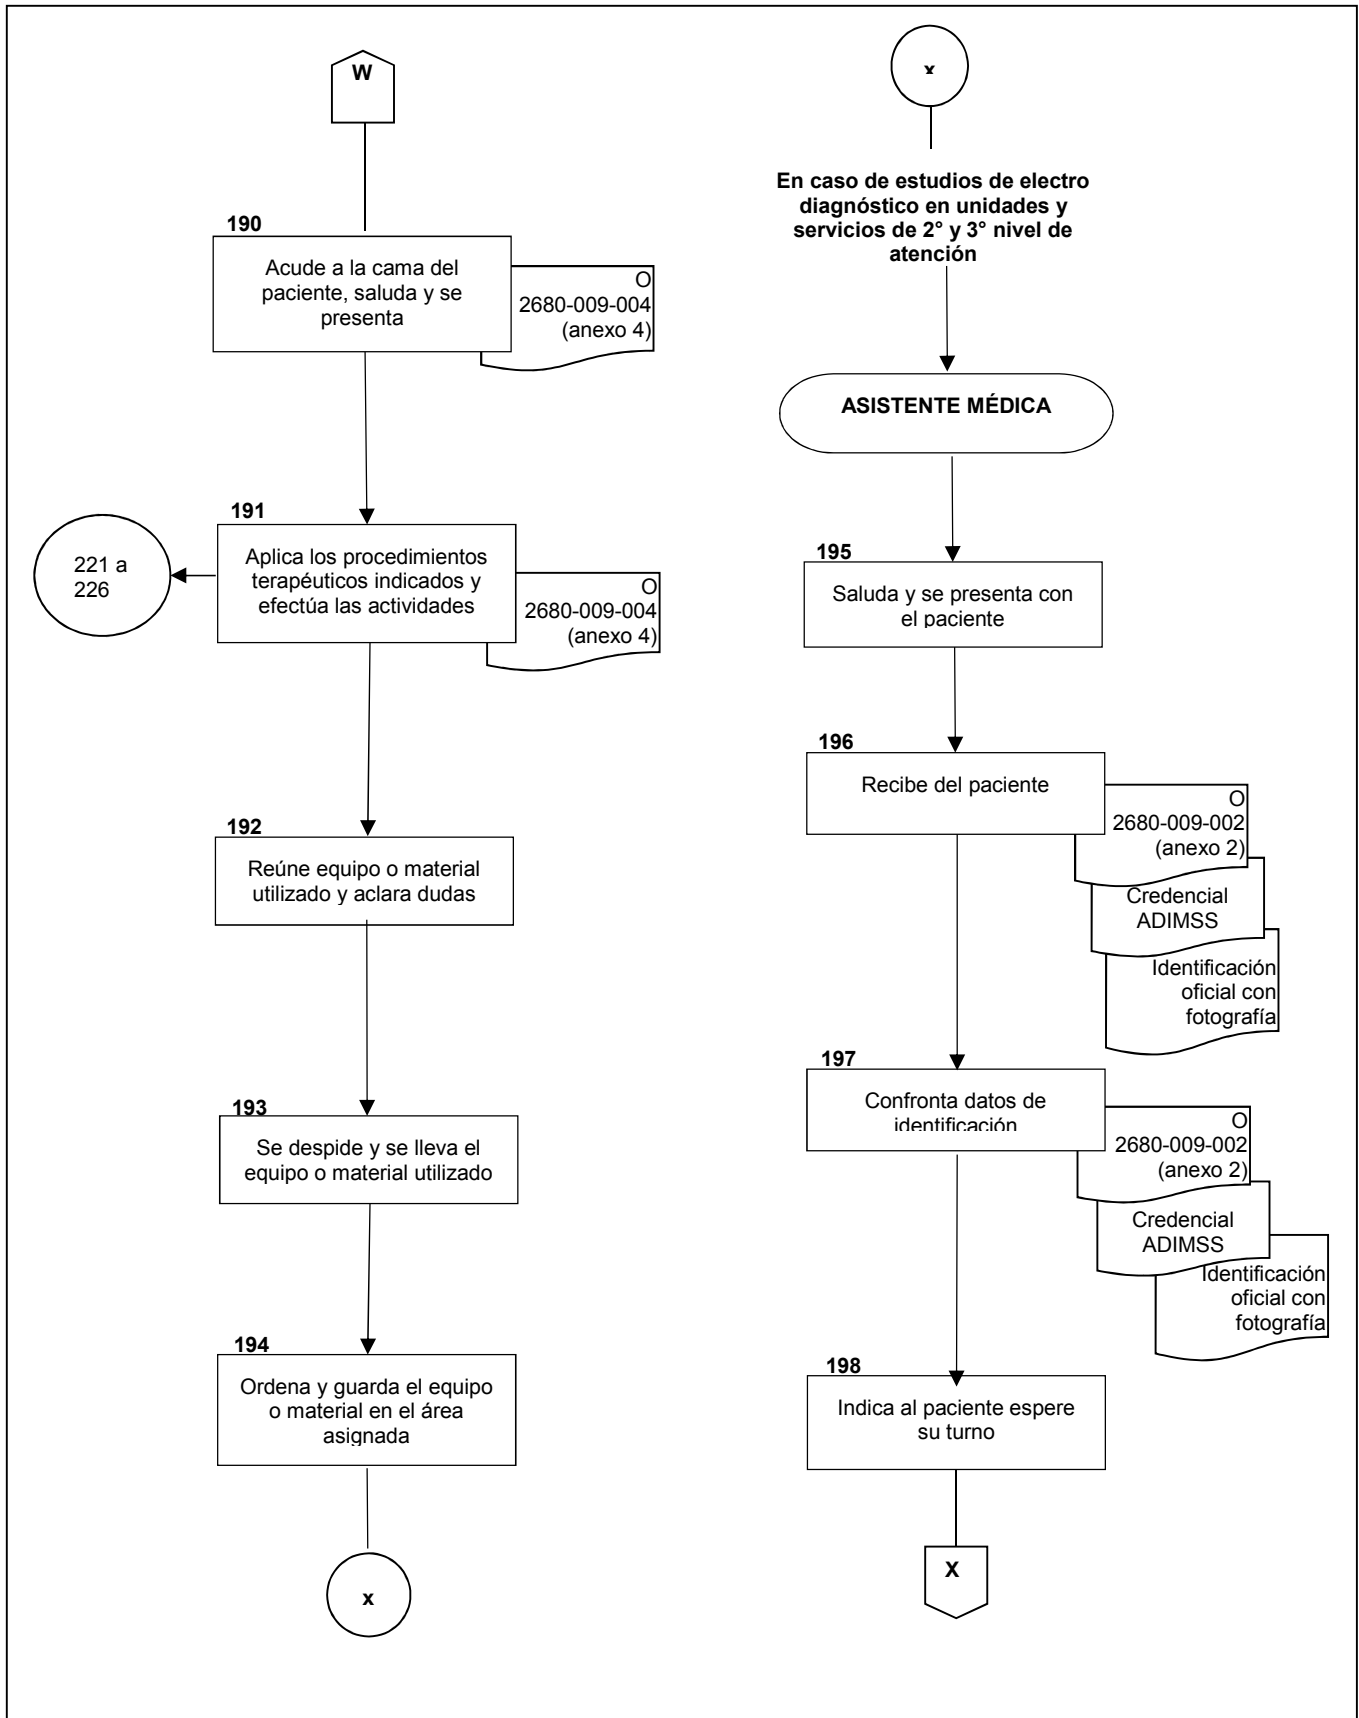 W
190
Acude a la cama del
paciente, saluda y se
presenta
O
2680-009-004
(anexo 4)
191
Aplica los procedimientos
terapéuticos indicados y
efectúa las actividades
O
2680-009-004
(anexo 4)
221 a
226
192
Reúne equipo o material
utilizado y aclara dudas
193
Se despide y se lleva el
equipo o material utilizado
194
Ordena y guarda el equipo
o material en el área
asignada
x
x
En caso de estudios de electro
diagnóstico en unidades y
servicios de 2° y 3° nivel de
atención
ASISTENTE MÉDICA
195
Saluda y se presenta con
el paciente
196
Recibe del paciente
O
2680-009-002
(anexo 2)
Credencial
ADIMSS
Identificación
oficial con
fotografía
197
Confronta datos de
identificación
O
2680-009-002
(anexo 2)
Credencial
ADIMSS
Identificación
oficial con
fotografía
198
Indica al paciente espere
su turno
X